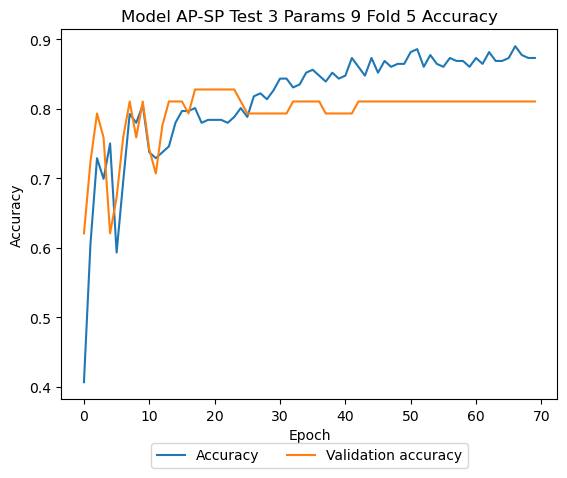 Model AP-SP Test 3 Params 9 Fold 5 Accuracy
0.9
0.8
0.7
0.6
0.5
0.4
Accuracy
0 10 20 30 40 50 60 70
Epoch
Accuracy Validation accuracy